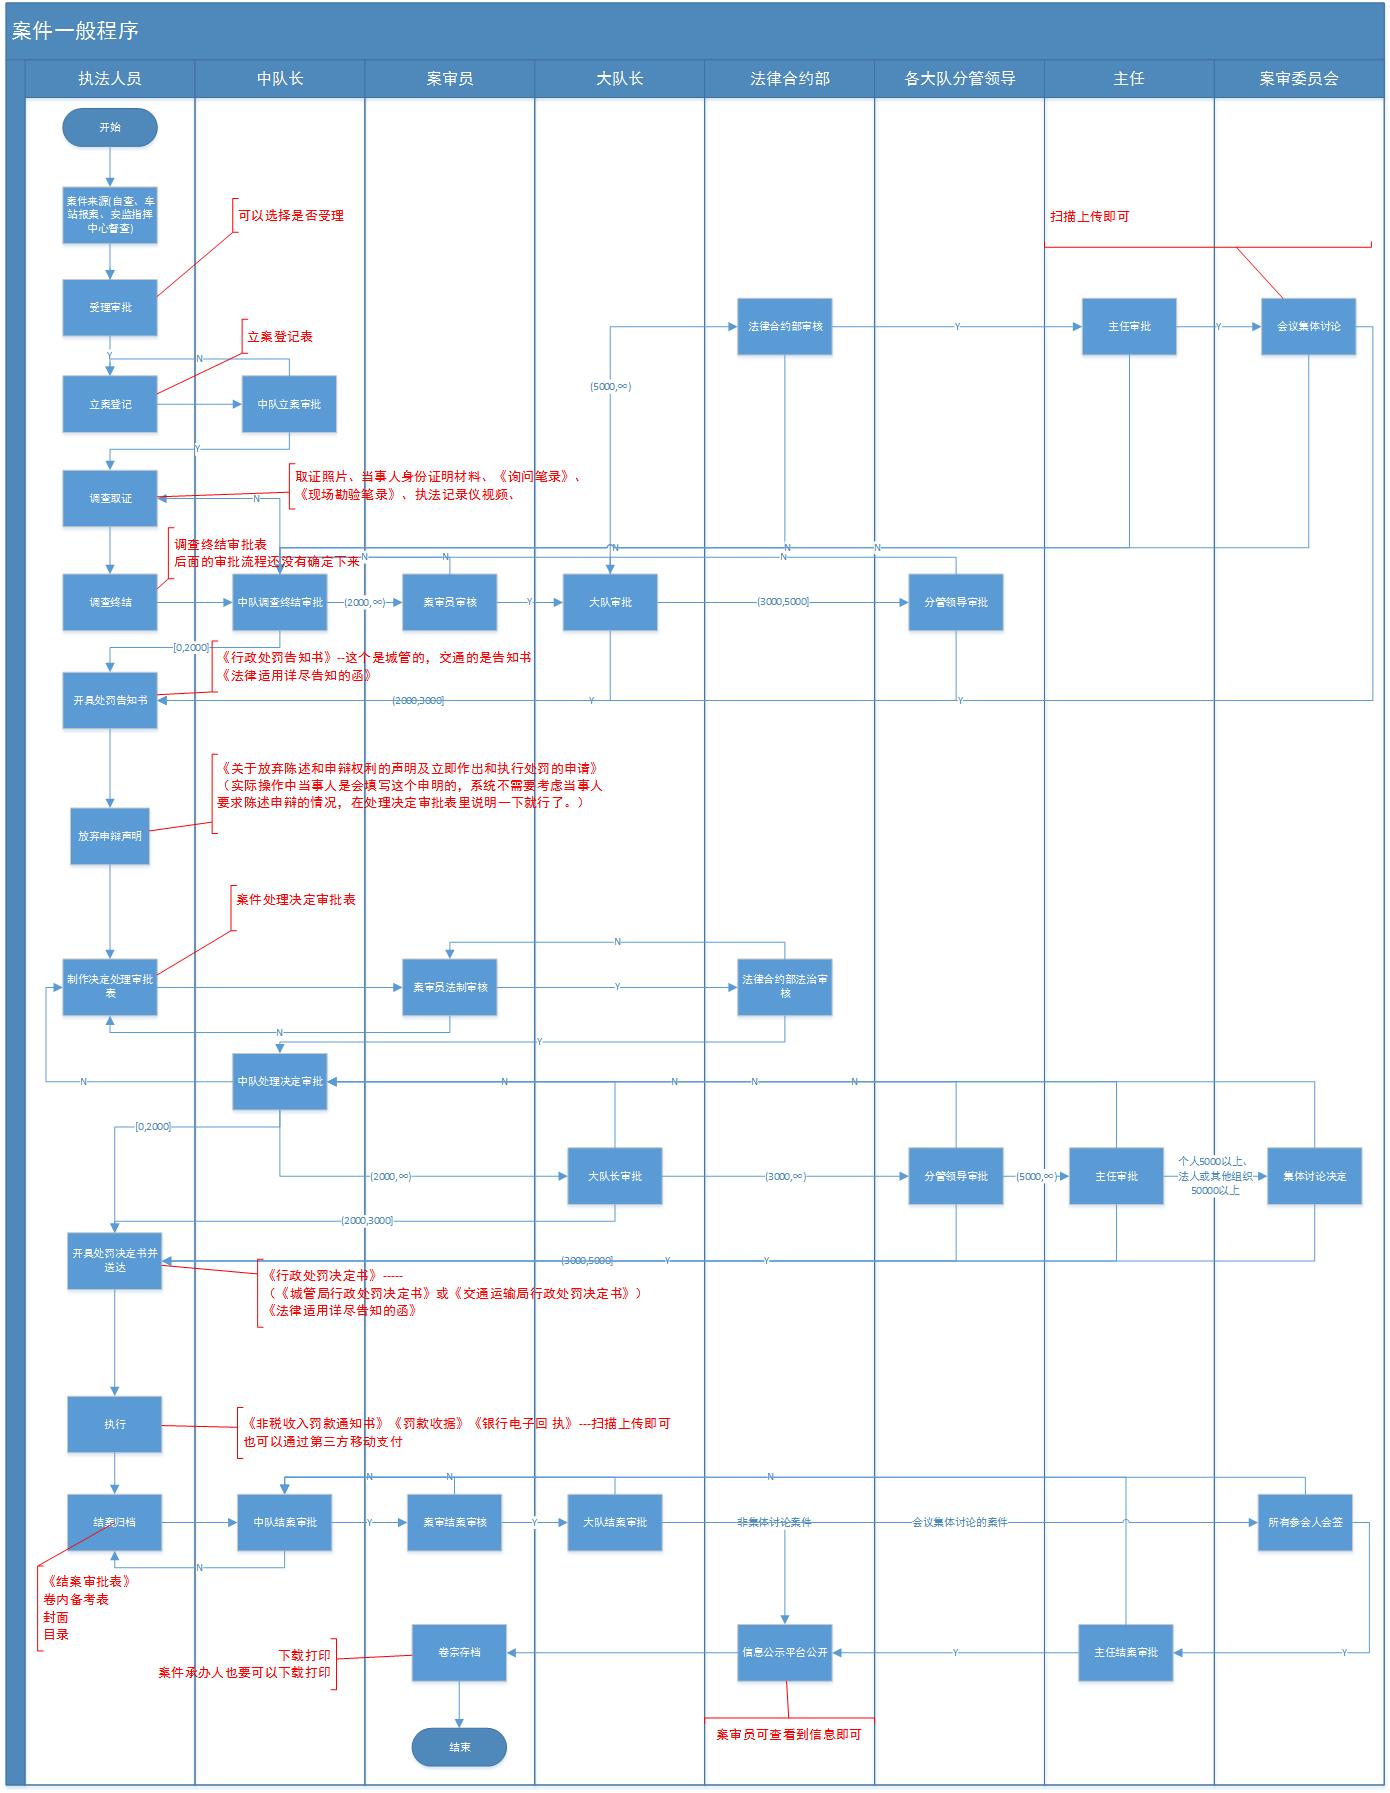 案件一般程序
执法人员
中队长
案审员
大队长
法律合约部
各大队分管领导
主任
案审委员会
开始
案件来源(自查、车
站报案、安监指挥
中心督查)
可以选择是否受理
扫描上传即可
受理审批
法律合约部审核
Y
主任审批
Y
会议集体讨论
立案登记表
Y
N
(5000,∞)
立案登记
中队立案审批
Y
取证照片、当事人身份证明材料、《询问笔录》、
《现场勘验笔录》、执法记录仪视频、
调查取证
N
调查终结审批表
后面的审批流程还没有确定下来
N
N
N
N
N
N
调查终结
中队调查终结审批
(2000,∞)
案审员审核
Y
大队审批
(3000,5000]
分管领导审批
[0,2000]
《行政处罚告知书》--这个是城管的，交通的是告知书
《法律适用详尽告知的函》
开具处罚告知书
(2000,3000]
Y
Y
《关于放弃陈述和申辩权利的声明及立即作出和执行处罚的申请》
（实际操作中当事人是会填写这个申明的，系统不需要考虑当事人
要求陈述申辩的情况，在处理决定审批表里说明一下就行了。）
放弃申辩声明
案件处理决定审批表
N
制作决定处理审批
表
案审员法制审核
Y
法律合约部法治审
核
N
Y
中队处理决定审批
N
N
N
N
N
[0,2000]
(2000,∞)
大队长审批
(3000,∞)
分管领导审批
(5000,∞)
主任审批
个人5000以上、
法人或其他组织
50000以上
集体讨论决定
(2000,3000]
开具处罚决定书并
送达
(3000,5000]
Y
Y
《行政处罚决定书》-----
（《城管局行政处罚决定书》或《交通运输局行政处罚决定书》）
《法律适用详尽告知的函》
执行
《非税收入罚款通知书》《罚款收据》《银行电子回 执》---扫描上传即可
也可以通过第三方移动支付
N
N
N
结案归档
中队结案审批
Y
案审结案审核
Y
大队结案审批
非集体讨论案件
会议集体讨论的案件
所有参会人会签
N
《结案审批表》
卷内备考表
封面
目录
下载打印
案件承办人也要可以下载打印
卷宗存档
信息公示平台公开
Y
主任结案审批
Y
案审员可查看到信息即可
结束